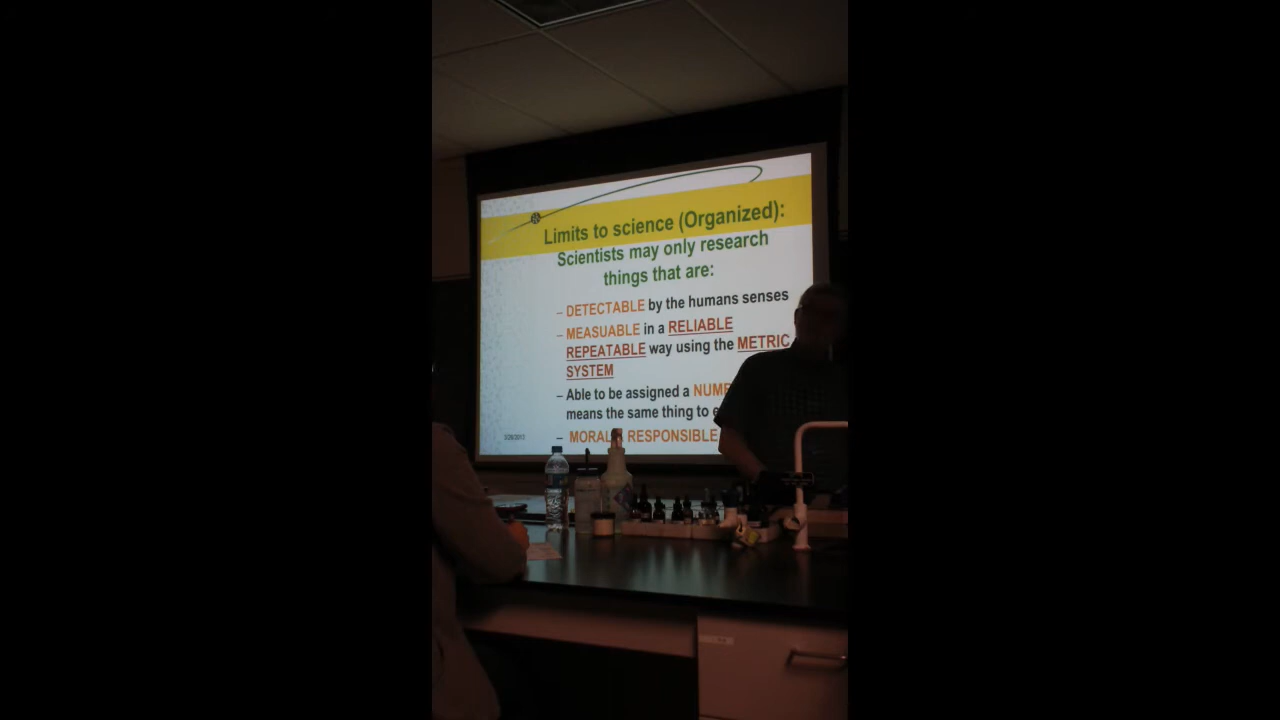 Limits to science (Organized):
Scientists may only research
things that are:
– DETECTABLE by the humans senses
– MEASUABLE in a RELIABLE
REPEATABLE way using the METRIC
SYSTEM
– Able to be assigned a
means the same thing to
– RESPONSIBLE